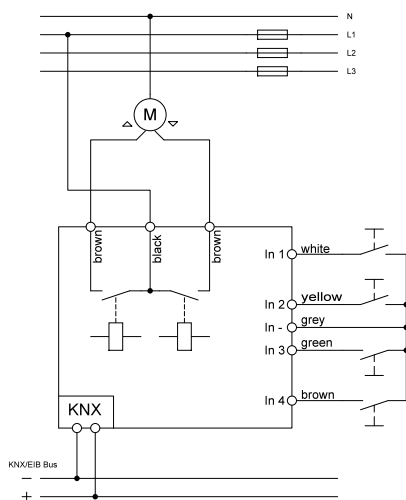 N
L1
L2
L3
M
brown
black
brown
In 1 white
In 2 yellow
In - grey
In 3 green
In 4 brown
KNX
KNX/EIB Bus
−
+